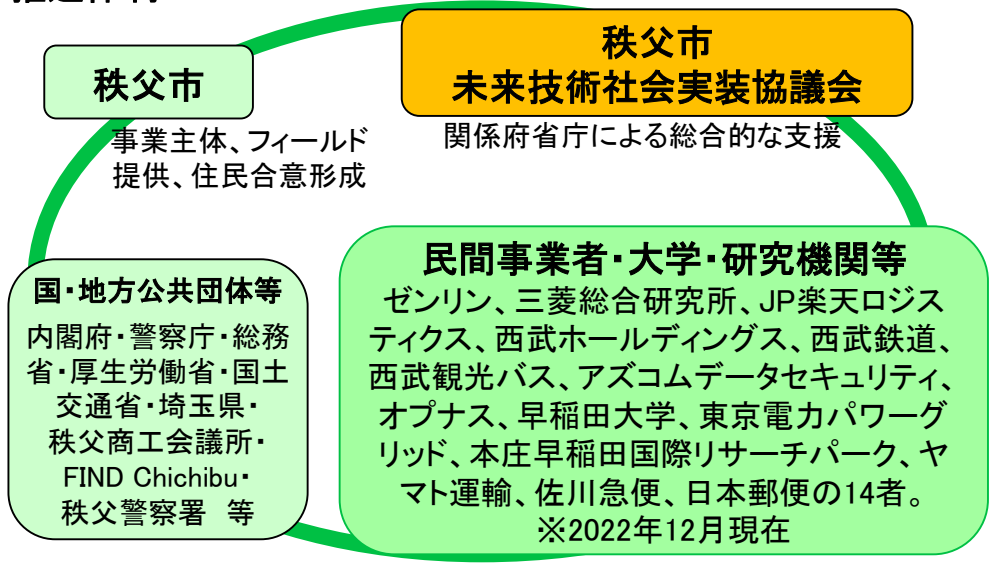 秩父市
事業主体、フィールド
提供、住民合意形成
秩父市
未来技術社会実装協議会
関係府省庁による総合的な支援
国・地方公共団体等
内閣府・警察庁・総務
省・厚生労働省・国土
交通省・埼玉県・
秩父商工会議所・
FIND Chichibu・
秩父警察署 等
民間事業者・大学・研究機関等
ゼンリン、三菱総合研究所、JP楽天ロジス
ティクス、西武ホールディングス、西武鉄道、
西武観光バス、アズコムデータセキュリティ、
オプナス、早稲田大学、東京電力パワーグ
リッド、本庄早稲田国際リサーチパーク、ヤ
マト運輸、佐川急便、日本郵便の14者。
※2022年12月現在